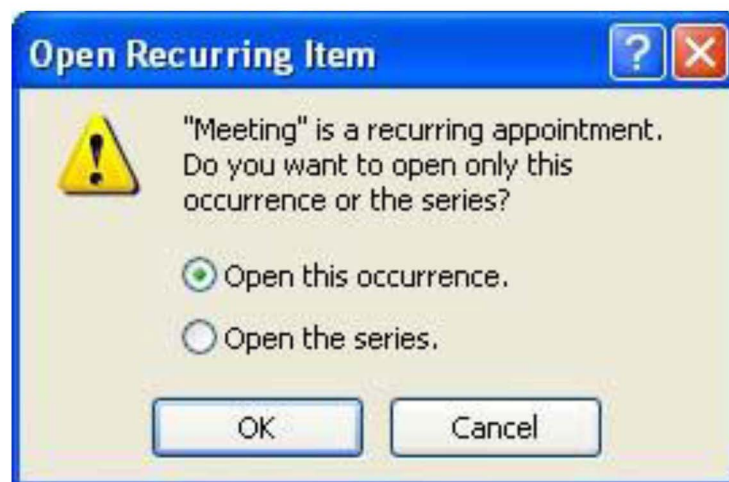 Open Recurring Item
"Meeting" is a recurring appointment.
Do you want to open only this
occurrence or the series?
Open this occurrence.
Open the series.
OK
Cancel